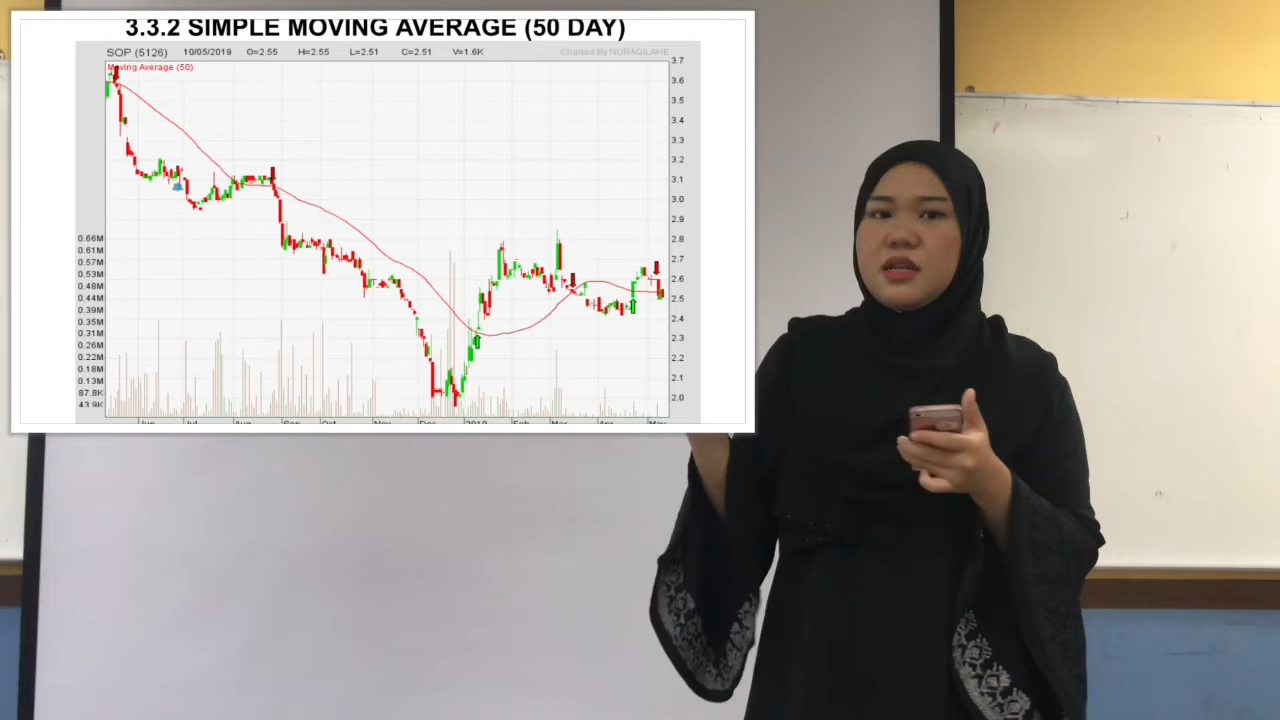 3.3.2 SIMPLE MOVING AVERAGE (50 DAY)
SOP (5126) 10/05/2019 O=2.55 H=2.55 L=2.51 C=2.51 V=1.6K Charted By NURAQILAHE
Moving Average (50)
3.7
3.6
3.5
3.4
3.3
3.2
3.1
3.0
2.9
2.8
2.7
2.6
2.5
2.4
2.3
2.2
2.1
2.0
0.66M
0.61M
0.57M
0.53M
0.48M
0.44M
0.39M
0.35M
0.31M
0.26M
0.22M
0.18M
0.13M
87.8K
43.9K
Jun Jul Aug Sep Oct Nov Dec 2019 Feb Mar Apr May